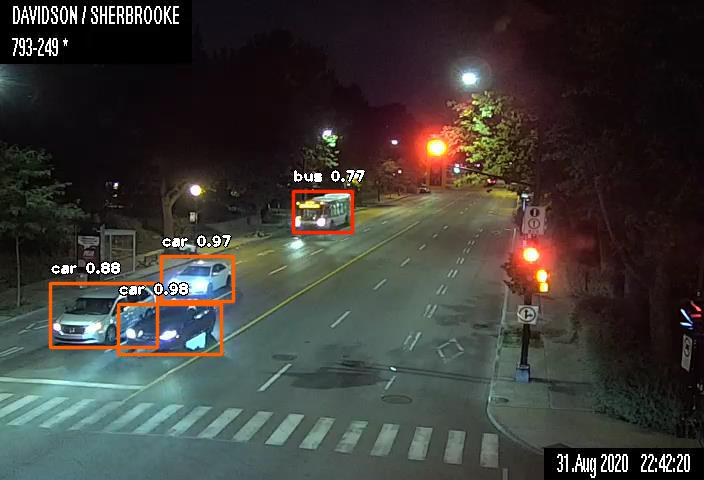 DAVIDSON / SHERBROOKE
793-249 *
bus 0.77
car 0.97
car 0.88
car 0.98
31.Aug 2020 22:42:20